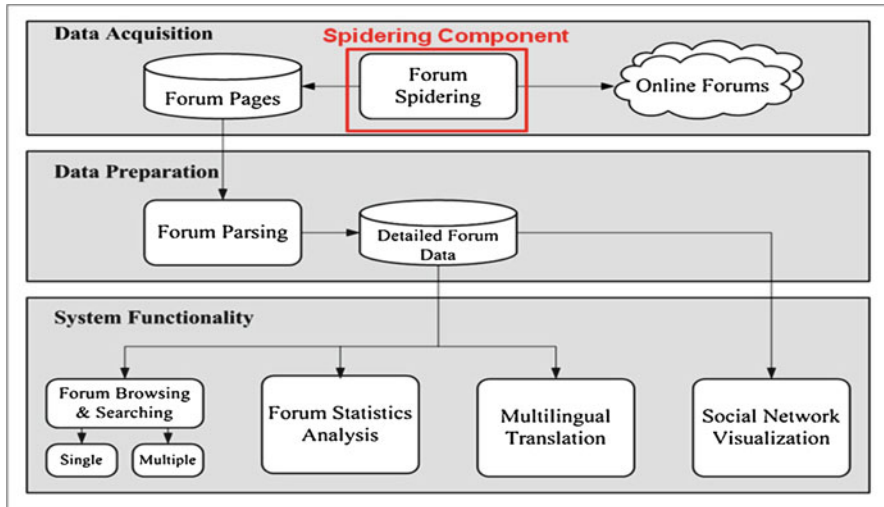 Data Acquisition
Spidering Component
Forum Pages
Forum
Spidering
Online Forums
Data Preparation
Forum Parsing
Detailed Forum
Data
System Functionality
Forum Browsing
& Searching
Single
Multiple
Forum Statistics
Analysis
Multilingual
Translation
Social Network
Visualization